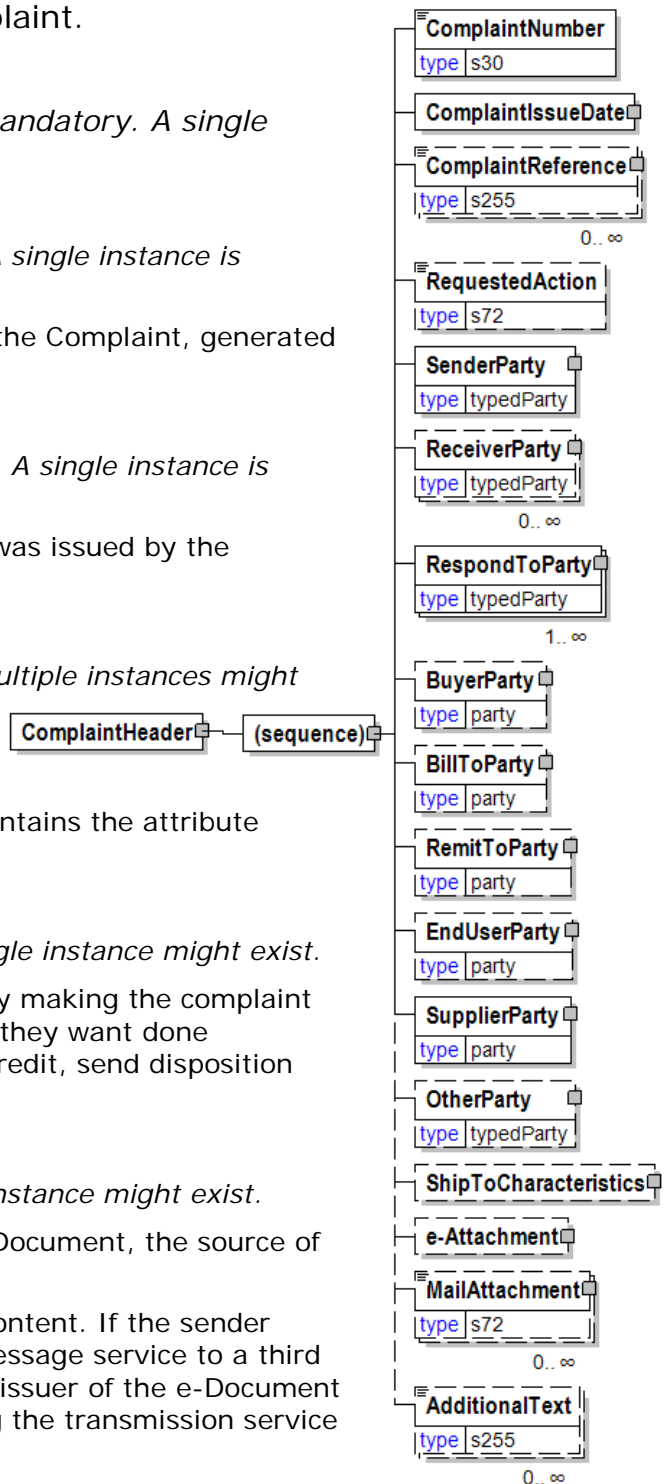 plaint.
andatory. A single
A single instance is
the Complaint, generated
. A single instance is
was issued by the
ultiple instances might
ntains the attribute
gle instance might exist.
y making the complaint
they want done
redit, send disposition
nstance might exist.
Document, the source of
ontent. If the sender
essage service to a third
issuer of the e-Document
g the transmission service
ComplaintHeader
(sequence)
ComplaintNumber
type s30
ComplaintIssueDate
ComplaintReference
type s255
0.. ∞
RequestedAction
type s72
SenderParty
type typedParty
ReceiverParty
type typedParty
0.. ∞
RespondToParty
type typedParty
1.. ∞
BuyerParty
type party
BillToParty
type party
RemitToParty
type party
EndUserParty
type party
SupplierParty
type party
OtherParty
type typedParty
ShipToCharacteristics
e-Attachment
MailAttachment
type s72
0.. ∞
AdditionalText
type s255
0.. ∞